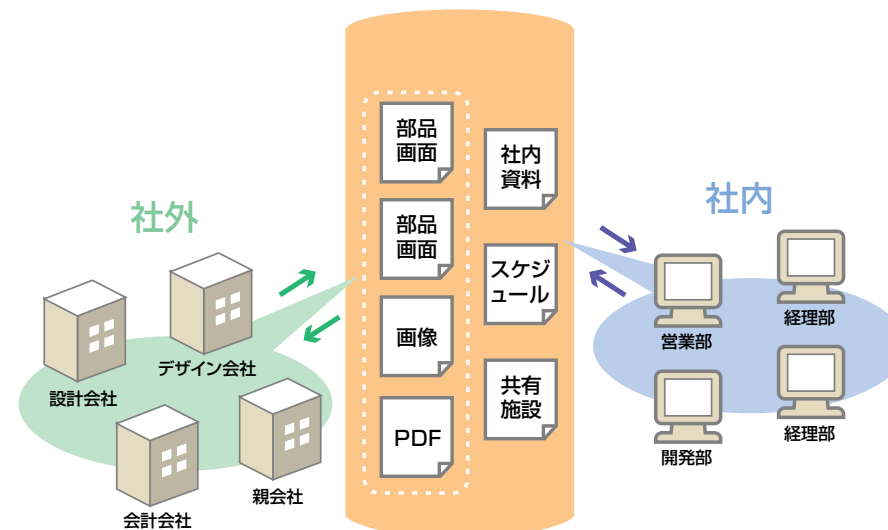 社外
設計会社
デザイン会社
会計会社
親会社
部品
画面
部品
画面
画像
PDF
社内
資料
スケジ
ュール
共有
施設
社内
営業部
経理部
開発部
経理部